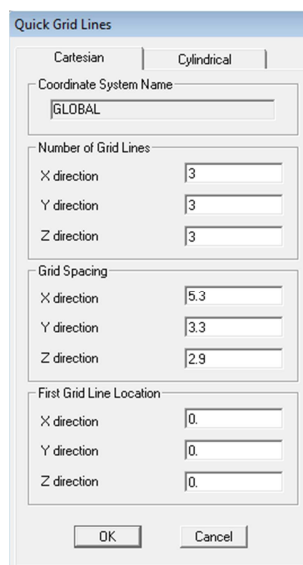 Quick Grid Lines
Cartesian Cylindrical
Coordinate System Name
GLOBAL
Number of Grid Lines
X direction 3
Y direction 3
Z direction 3
Grid Spacing
X direction 5.3
Y direction 3.3
Z direction 2.9
First Grid Line Location
X direction 0.
Y direction 0.
Z direction 0.
OK Cancel